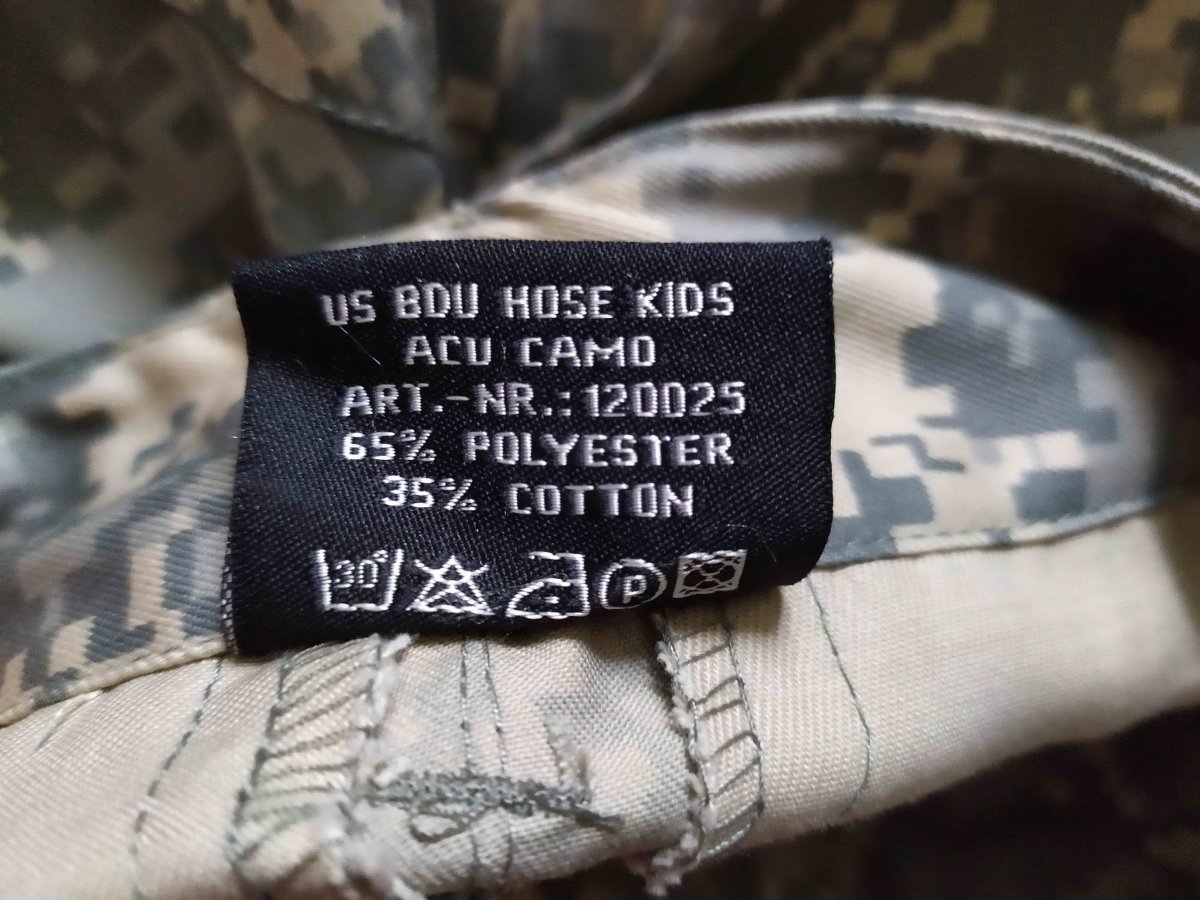 US BDU HOSE KIDS
ACU CAMO
ART.-NR.: 120025
65% POLYESTER
35% COTTON
30° P